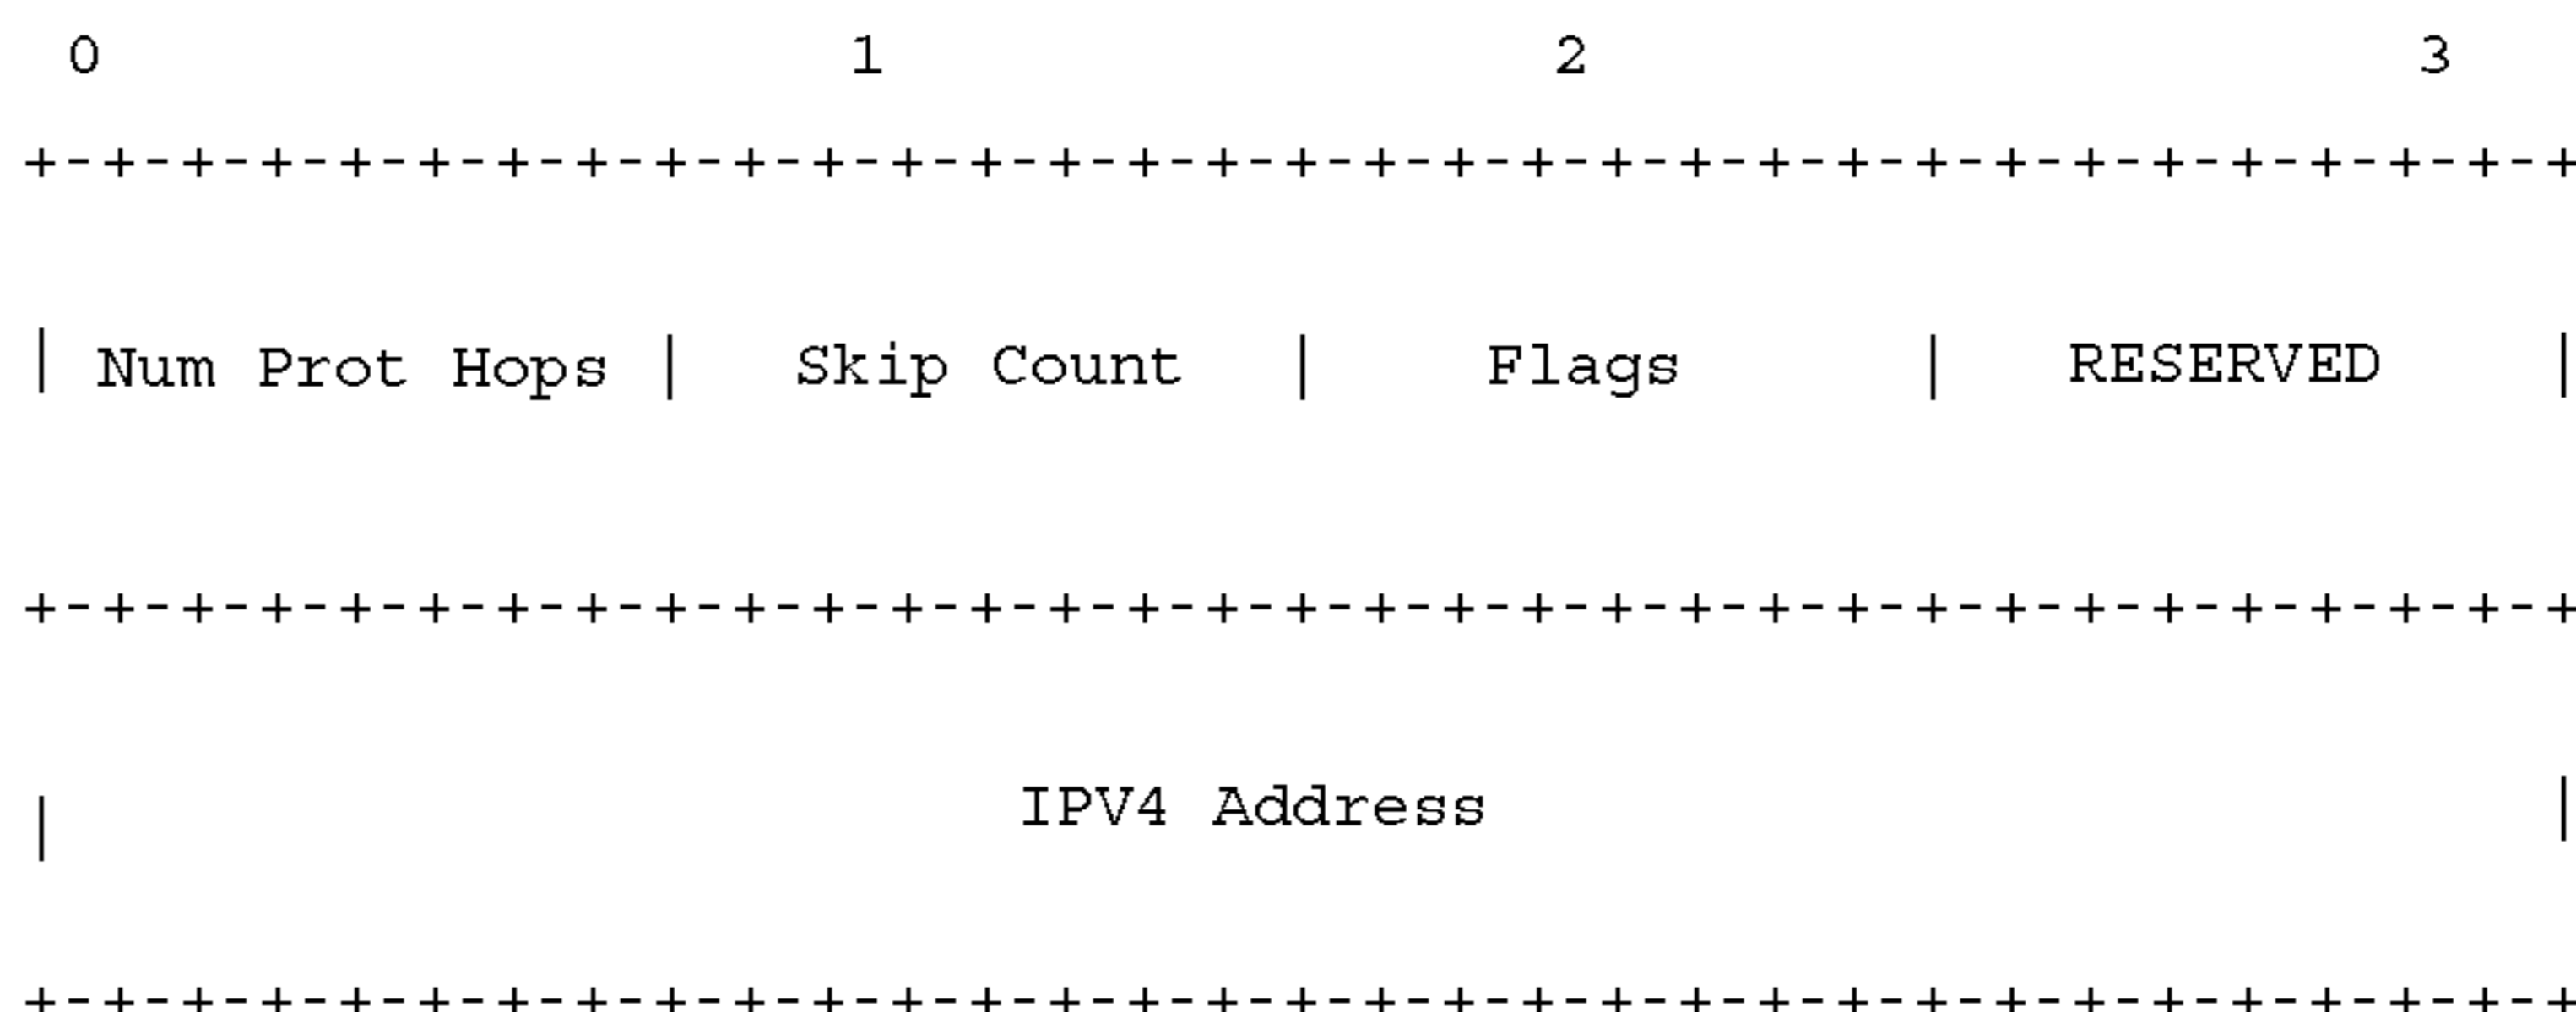 0 1 2 3
+-+-+-+-+-+-+-+-+-+-+-+-+-+-+-+-+-+-+-+-+-+-+-+-+-+-+-+-+-+-+-+-+
| Num Prot Hops | Skip Count | Flags | RESERVED |
+-+-+-+-+-+-+-+-+-+-+-+-+-+-+-+-+-+-+-+-+-+-+-+-+-+-+-+-+-+-+-+-+
| IPV4 Address |
+-+-+-+-+-+-+-+-+-+-+-+-+-+-+-+-+-+-+-+-+-+-+-+-+-+-+-+-+-+-+-+-+